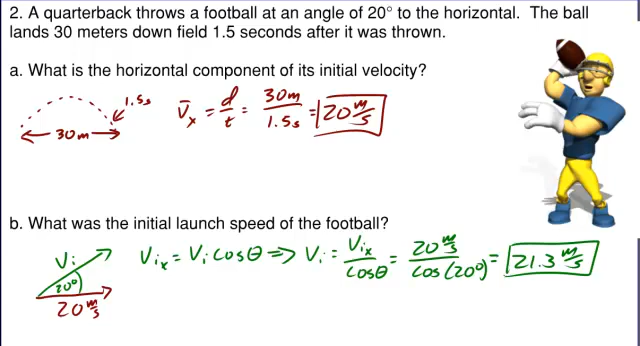 2. A quarterback throws a football at an angle of 20° to the horizontal.  The ball
lands 30 meters down field 1.5 seconds after it was thrown.
a. What is the horizontal component of its initial velocity?
1.5s
30m
v̄ₓ = d/t = 30m/1.5s = 20 m/s
b. What was the initial launch speed of the football?
Vᵢ
20°
20 m/s
Vᵢₓ = Vᵢ cosθ ⇒ Vᵢ = Vᵢₓ/cosθ = 20 m/s/cos(20°) = 21.3 m/s